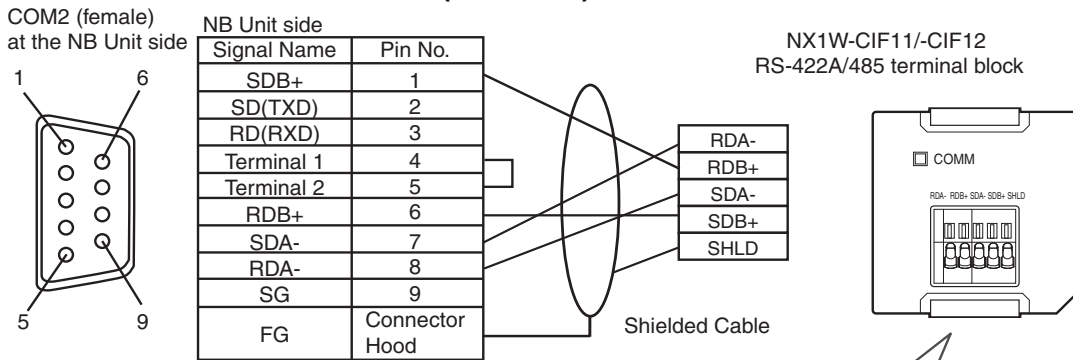 COM2 (female)
at the NB Unit side
1
6
5
9
NB Unit side
Signal Name Pin No.
SDB+ 1
SD(TXD) 2
RD(RXD) 3
Terminal 1 4
Terminal 2 5
RDB+ 6
SDA- 7
RDA- 8
SG 9
FG Connector
Hood
RDA-
RDB+
SDA-
SDB+
SHLD
Shielded Cable
NX1W-CIF11/-CIF12
RS-422A/485 terminal block
COMM
RDA- RDB+ SDA- SDB+ SHLD